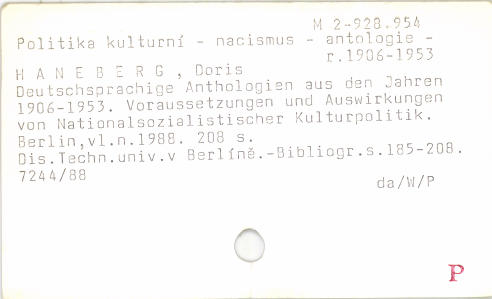 M 2-928.954
Politika kulturní - nacismus - antologie -
r.1906-1953
H A N E B E R G , Doris
Deutschsprachige Anthologien aus den Jahren
1906-1953. Voraussetzungen und Auswirkungen
von Nationalsozialistischer Kulturpolitik.
Berlin,vl.n.1988. 208 s.
Dis.Techn.univ.v Berlíně.-Bibliogr.s.185-208.
7244/88
da/W/P
P